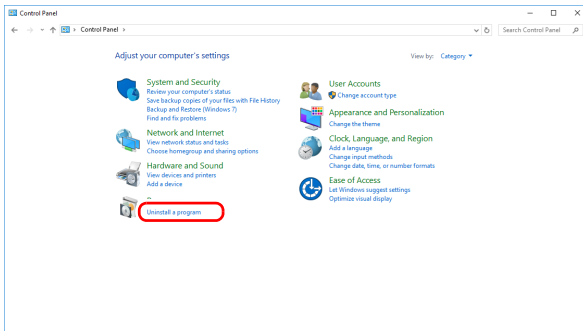 Control Panel
Control Panel
Search Control Panel
Adjust your computer's settings
View by: Category
System and Security
Review your computer's status
Save backup copies of your files with File History
Backup and Restore (Windows 7)
Find and fix problems
Network and Internet
View network status and tasks
Choose homegroup and sharing options
Hardware and Sound
View devices and printers
Add a device
Uninstall a program
User Accounts
Change account type
Appearance and Personalization
Change the theme
Clock, Language, and Region
Add a language
Change input methods
Change date, time, or number formats
Ease of Access
Let Windows suggest settings
Optimize visual display